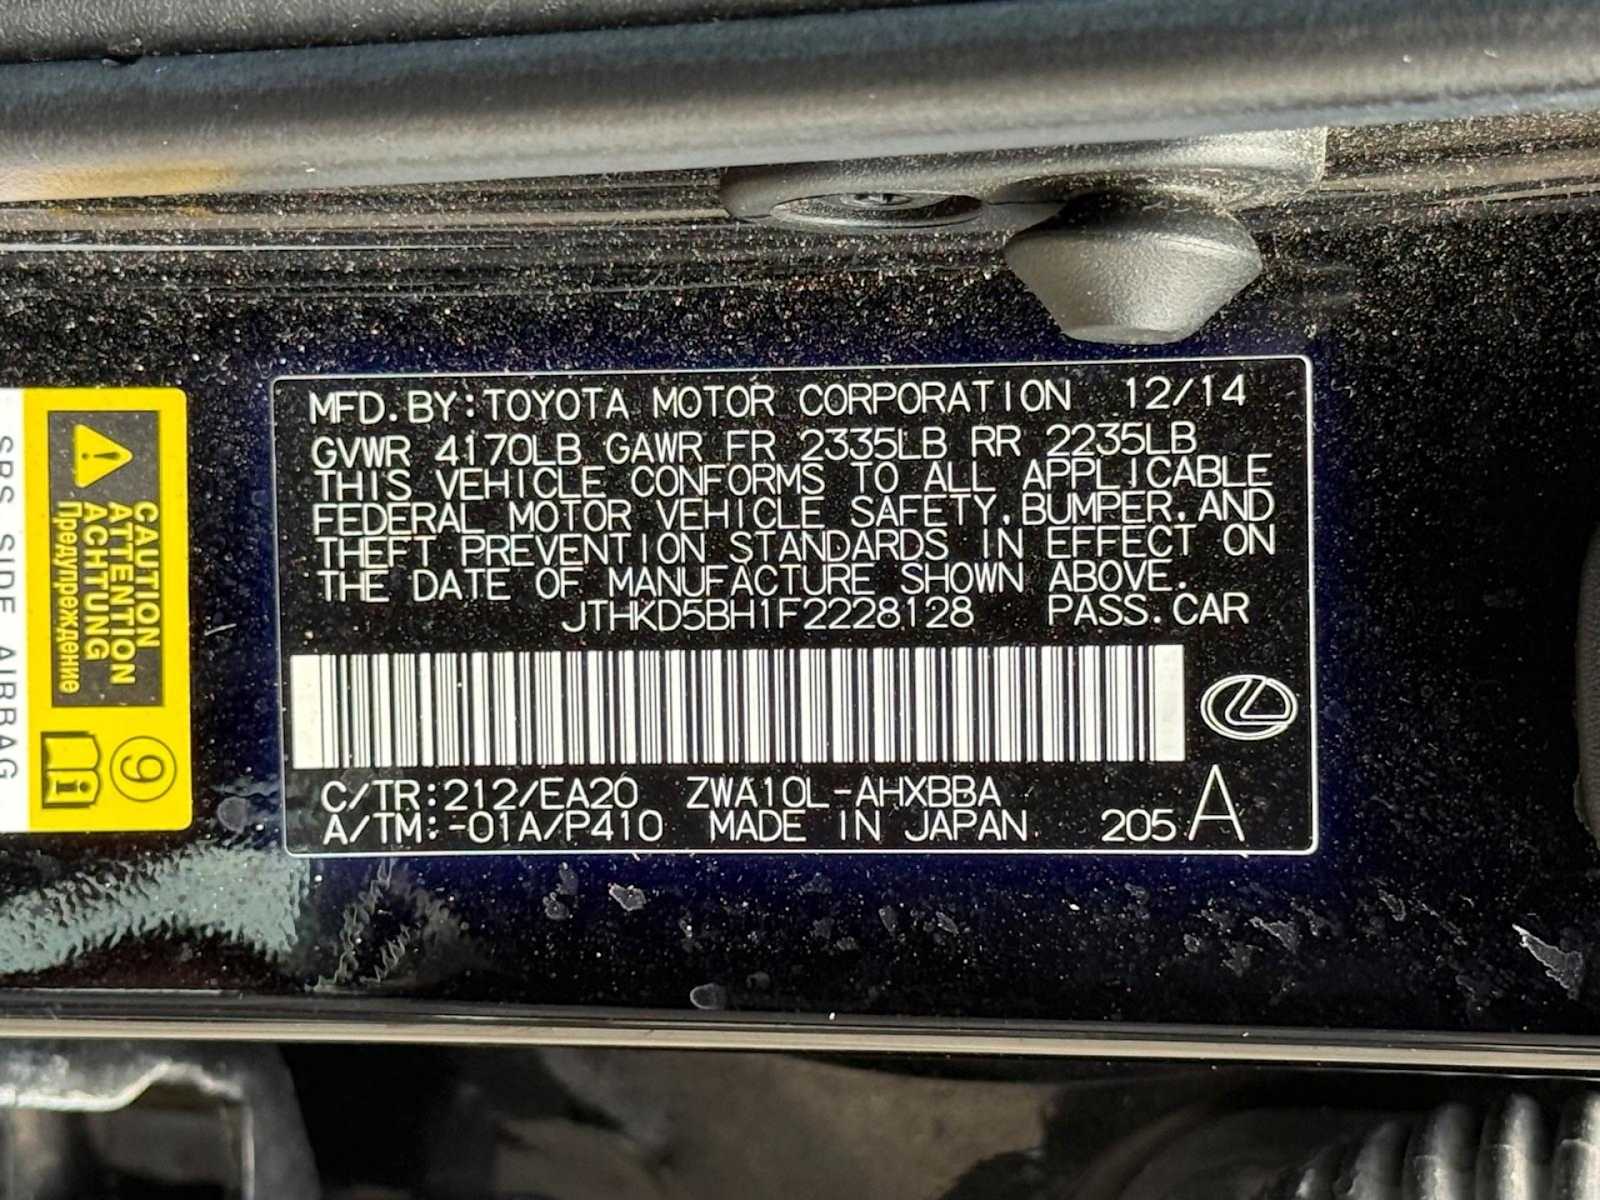 MFD.BY:TOYOTA MOTOR CORPORATION 12/14
GVWR 4170LB GAWR FR 2335LB RR 2235LB
THIS VEHICLE CONFORMS TO ALL APPLICABLE
FEDERAL MOTOR VEHICLE SAFETY,BUMPER,AND
THEFT PREVENTION STANDARDS IN EFFECT ON
THE DATE OF MANUFACTURE SHOWN ABOVE.
JTHKD5BH1F2228128 PASS.CAR
C/TR:212/EA20 ZWA10L-AHXBBA
A/TM:-01A/P410 MADE IN JAPAN 205 A
CAUTION
ATTENTION
ACHTUNG
Предупреждение
9
SRS SIDE AIRBAG